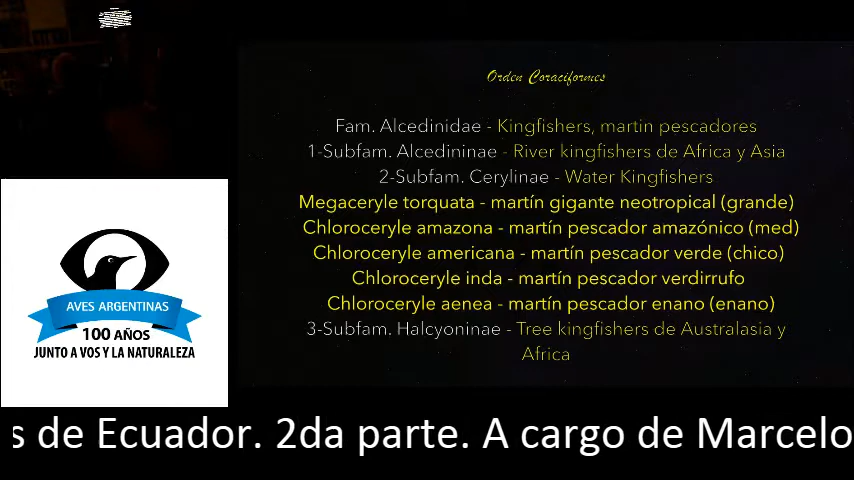 Orden Coraciformes
Fam. Alcedinidae - Kingfishers, martin pescadores
1-Subfam. Alcedininae - River kingfishers de Africa y Asia
2-Subfam. Cerylinae - Water Kingfishers
Megaceryle torquata - martín gigante neotropical (grande)
Chloroceryle amazona - martín pescador amazónico (med)
Chloroceryle americana - martín pescador verde (chico)
Chloroceryle inda - martín pescador verdirrufo
Chloroceryle aenea - martín pescador enano (enano)
3-Subfam. Halcyoninae - Tree kingfishers de Australasia y
Africa
AVES ARGENTINAS
100 AÑOS
JUNTO A VOS Y LA NATURALEZA
s de Ecuador. 2da parte. A cargo de Marcelo